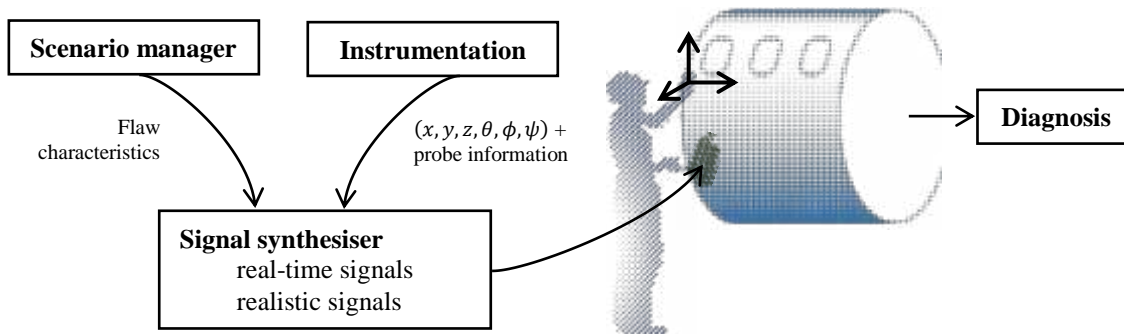 Scenario manager
Instrumentation
Flaw
characteristics
(x, y, z, θ, ϕ, ψ) +
probe information
Signal synthesiser
real-time signals
realistic signals
Diagnosis